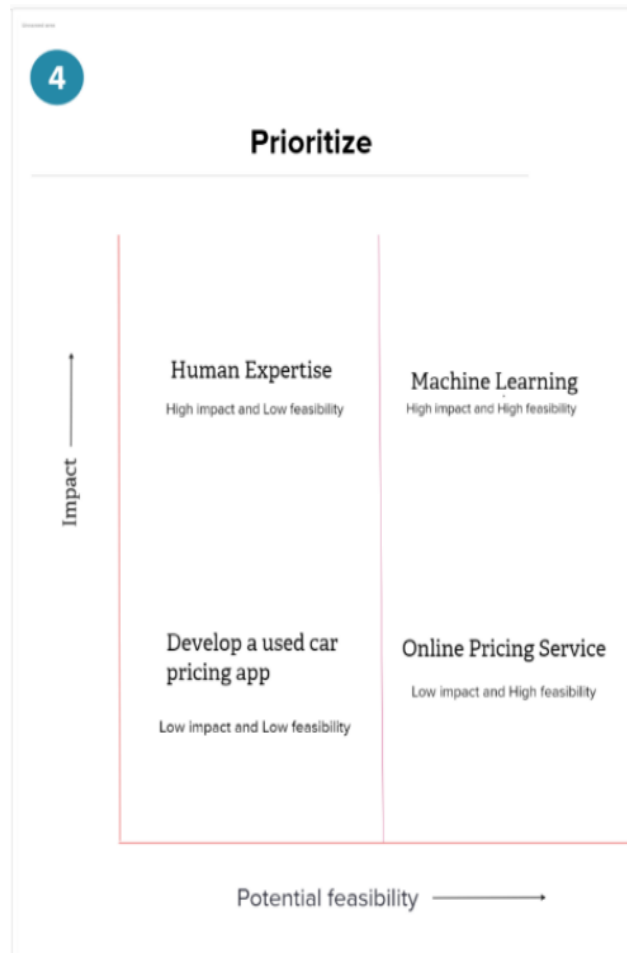 4
Prioritize
Human Expertise
High impact and Low feasibility
Machine Learning
High impact and High feasibility
Impact
Develop a used car
pricing app
Low impact and Low feasibility
Online Pricing Service
Low impact and High feasibility
Potential feasibility